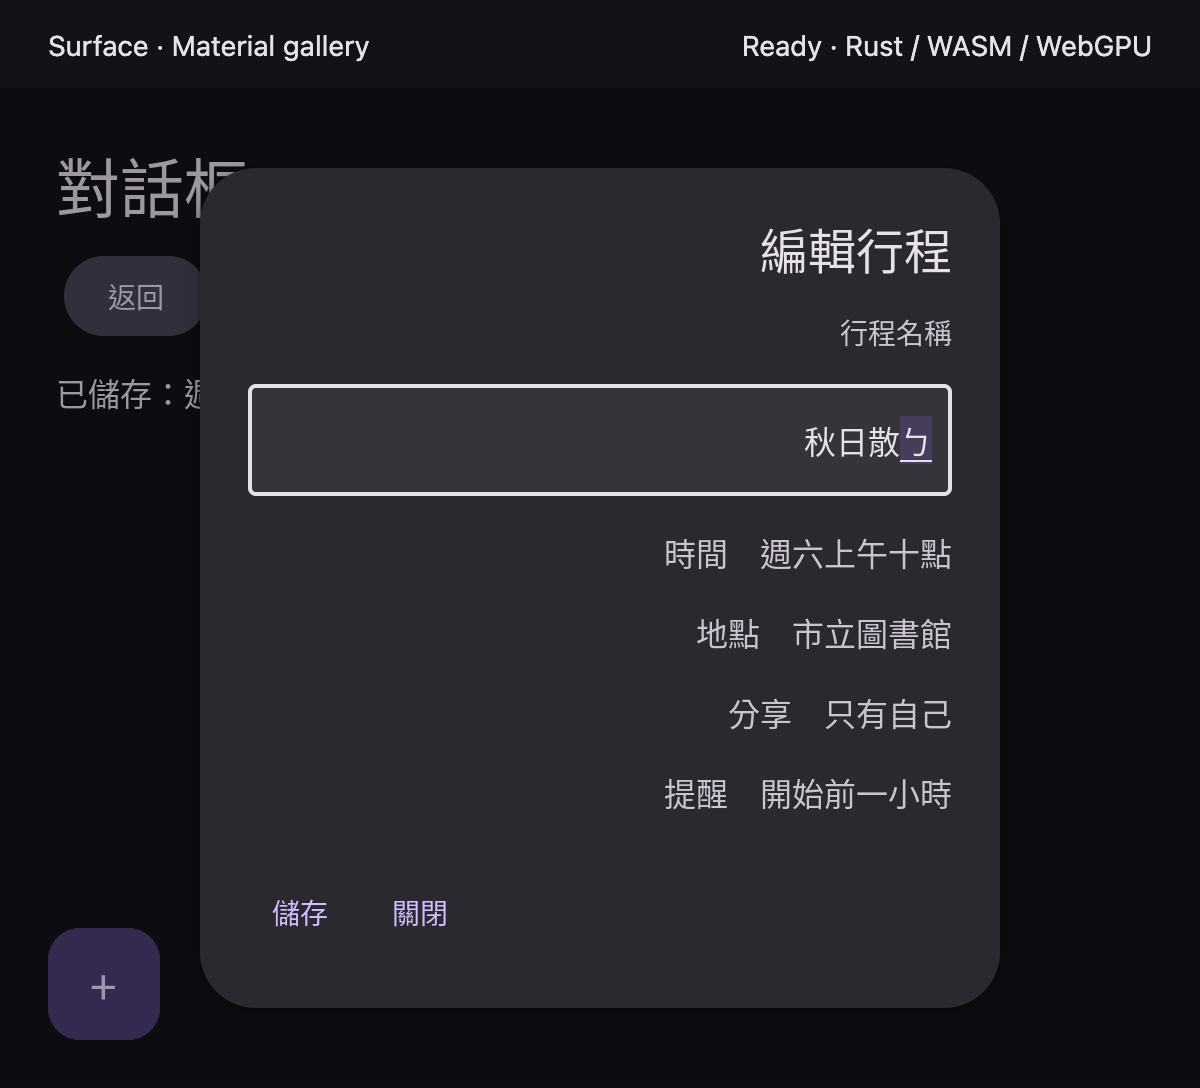 Surface · Material gallery
Ready · Rust / WASM / WebGPU
對話
返回
已儲存：
編輯行程
行程名稱
秋日散ㄅ
時間　週六上午十點
地點　市立圖書館
分享　只有自己
提醒　開始前一小時
儲存
關閉
+